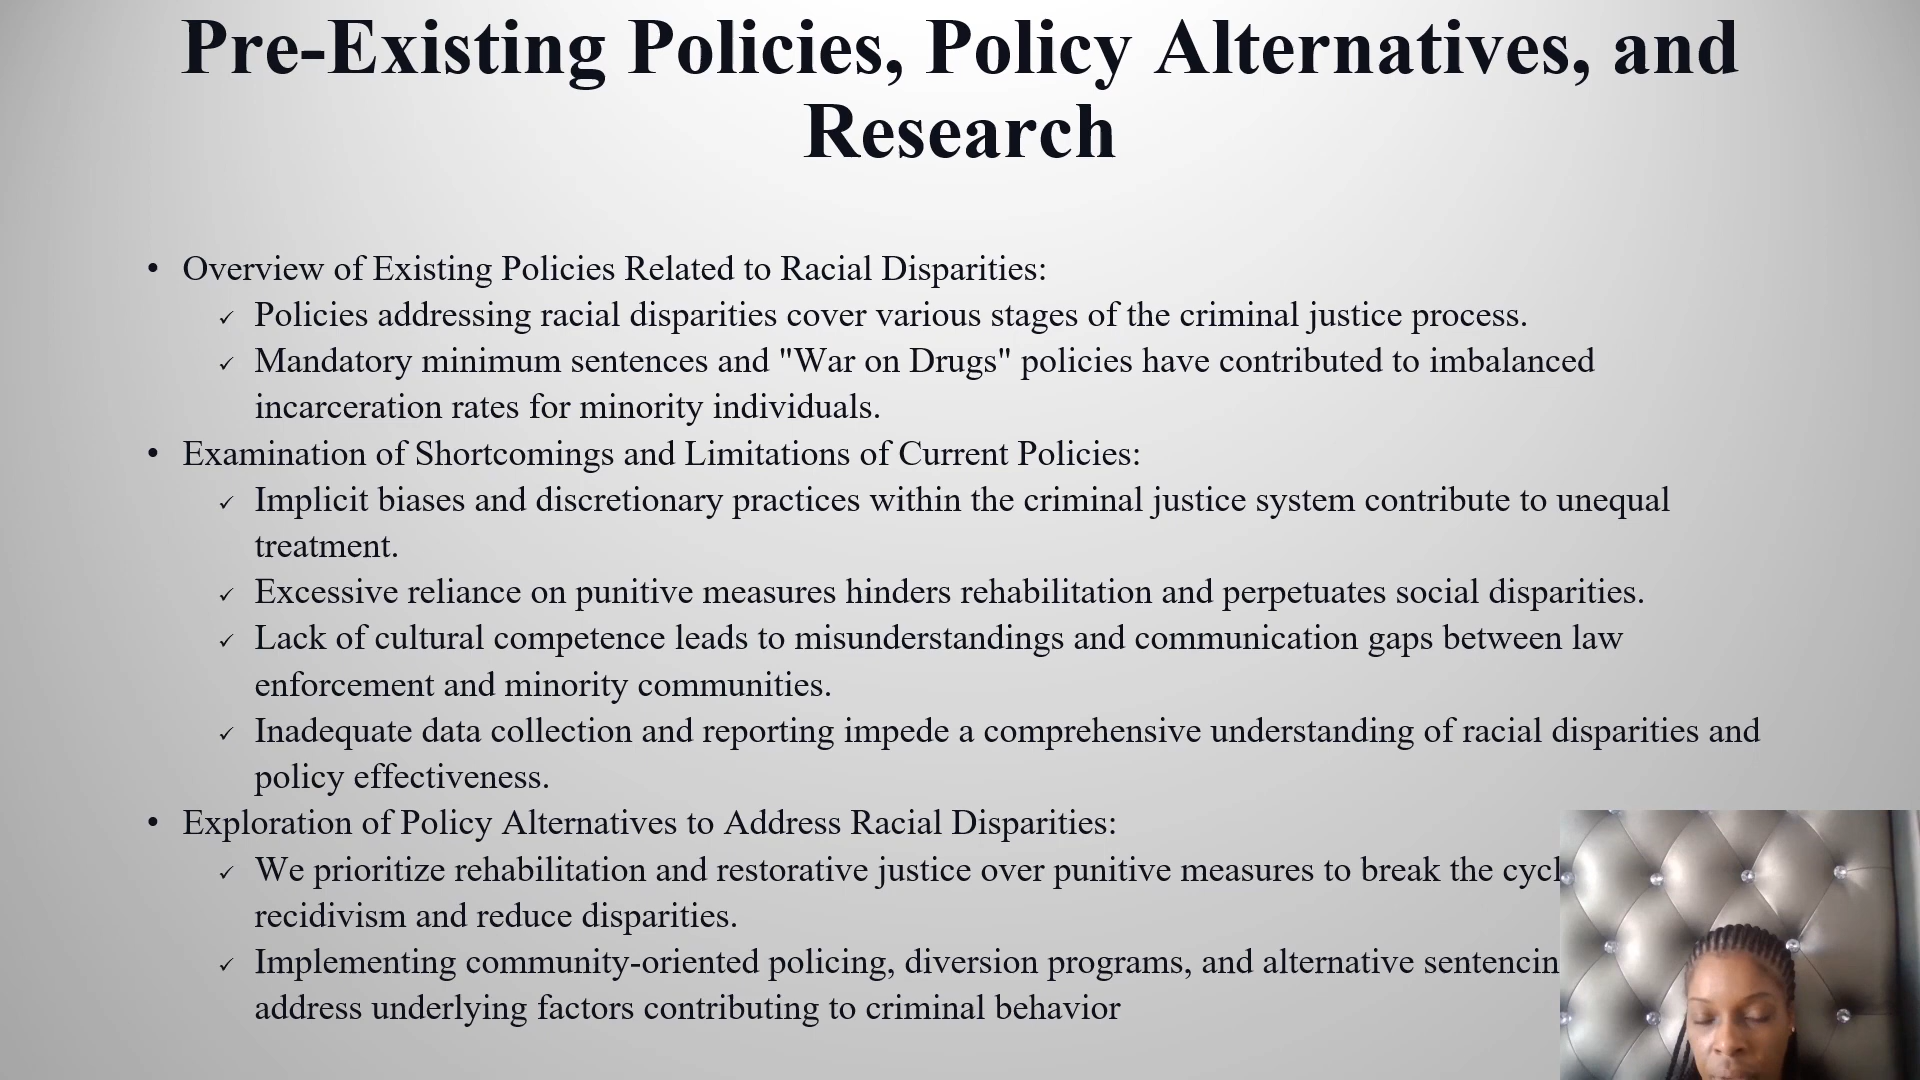 Pre-Existing Policies, Policy Alternatives, and
Research
• Overview of Existing Policies Related to Racial Disparities:
✓ Policies addressing racial disparities cover various stages of the criminal justice process.
✓ Mandatory minimum sentences and "War on Drugs" policies have contributed to imbalanced
incarceration rates for minority individuals.
• Examination of Shortcomings and Limitations of Current Policies:
✓ Implicit biases and discretionary practices within the criminal justice system contribute to unequal
treatment.
✓ Excessive reliance on punitive measures hinders rehabilitation and perpetuates social disparities.
✓ Lack of cultural competence leads to misunderstandings and communication gaps between law
enforcement and minority communities.
✓ Inadequate data collection and reporting impede a comprehensive understanding of racial disparities and
policy effectiveness.
• Exploration of Policy Alternatives to Address Racial Disparities:
✓ We prioritize rehabilitation and restorative justice over punitive measures to break the
recidivism and reduce disparities.
✓ Implementing community-oriented policing, diversion programs, and alternative
address underlying factors contributing to criminal behavior